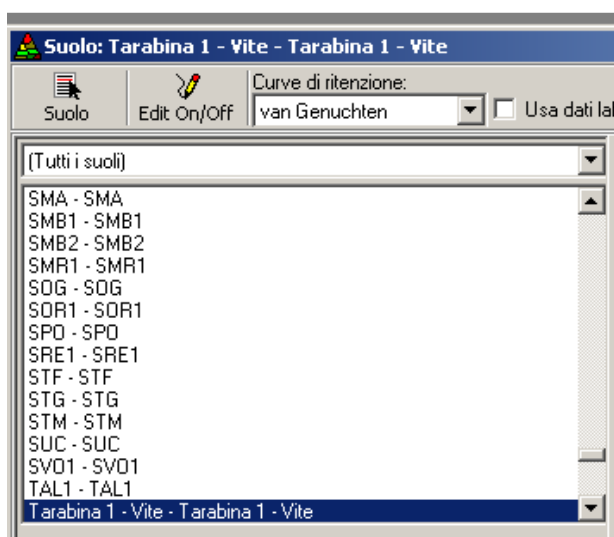 Suolo: Tarabina 1 - Vite - Tarabina 1 - Vite
Suolo
Edit On/Off
Curve di ritenzione:
van Genuchten
Usa dati lal
(Tutti i suoli)
SMA - SMA
SMB1 - SMB1
SMB2 - SMB2
SMR1 - SMR1
SOG - SOG
SOR1 - SOR1
SPO - SPO
SRE1 - SRE1
STF - STF
STG - STG
STM - STM
SUC - SUC
SVO1 - SVO1
TAL1 - TAL1
Tarabina 1 - Vite - Tarabina 1 - Vite